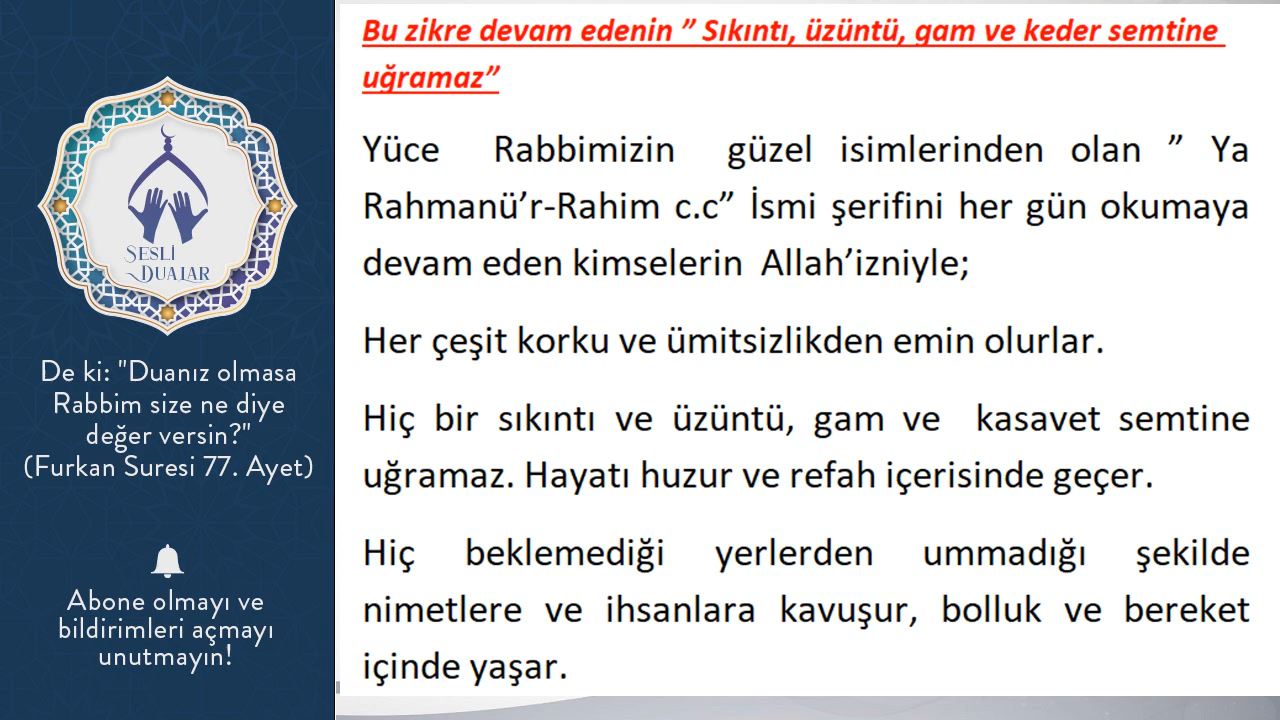 SESLİ
DUALAR
De ki: "Duanız olmasa
Rabbim size ne diye
değer versin?"
(Furkan Suresi 77. Ayet)
Abone olmayı ve
bildirimleri açmayı
unutmayın!
Bu zikre devam edenin ” Sıkıntı, üzüntü, gam ve keder semtine
uğramaz”
Yüce Rabbimizin güzel isimlerinden olan ” Ya
Rahmanü’r-Rahim c.c” İsmi şerifini her gün okumaya
devam eden kimselerin Allah’izniyle;
Her çeşit korku ve ümitsizlikden emin olurlar.
Hiç bir sıkıntı ve üzüntü, gam ve kasavet semtine
uğramaz. Hayatı huzur ve refah içerisinde geçer.
Hiç beklemediği yerlerden ummadığı şekilde
nimetlere ve ihsanlara kavuşur, bolluk ve bereket
içinde yaşar.